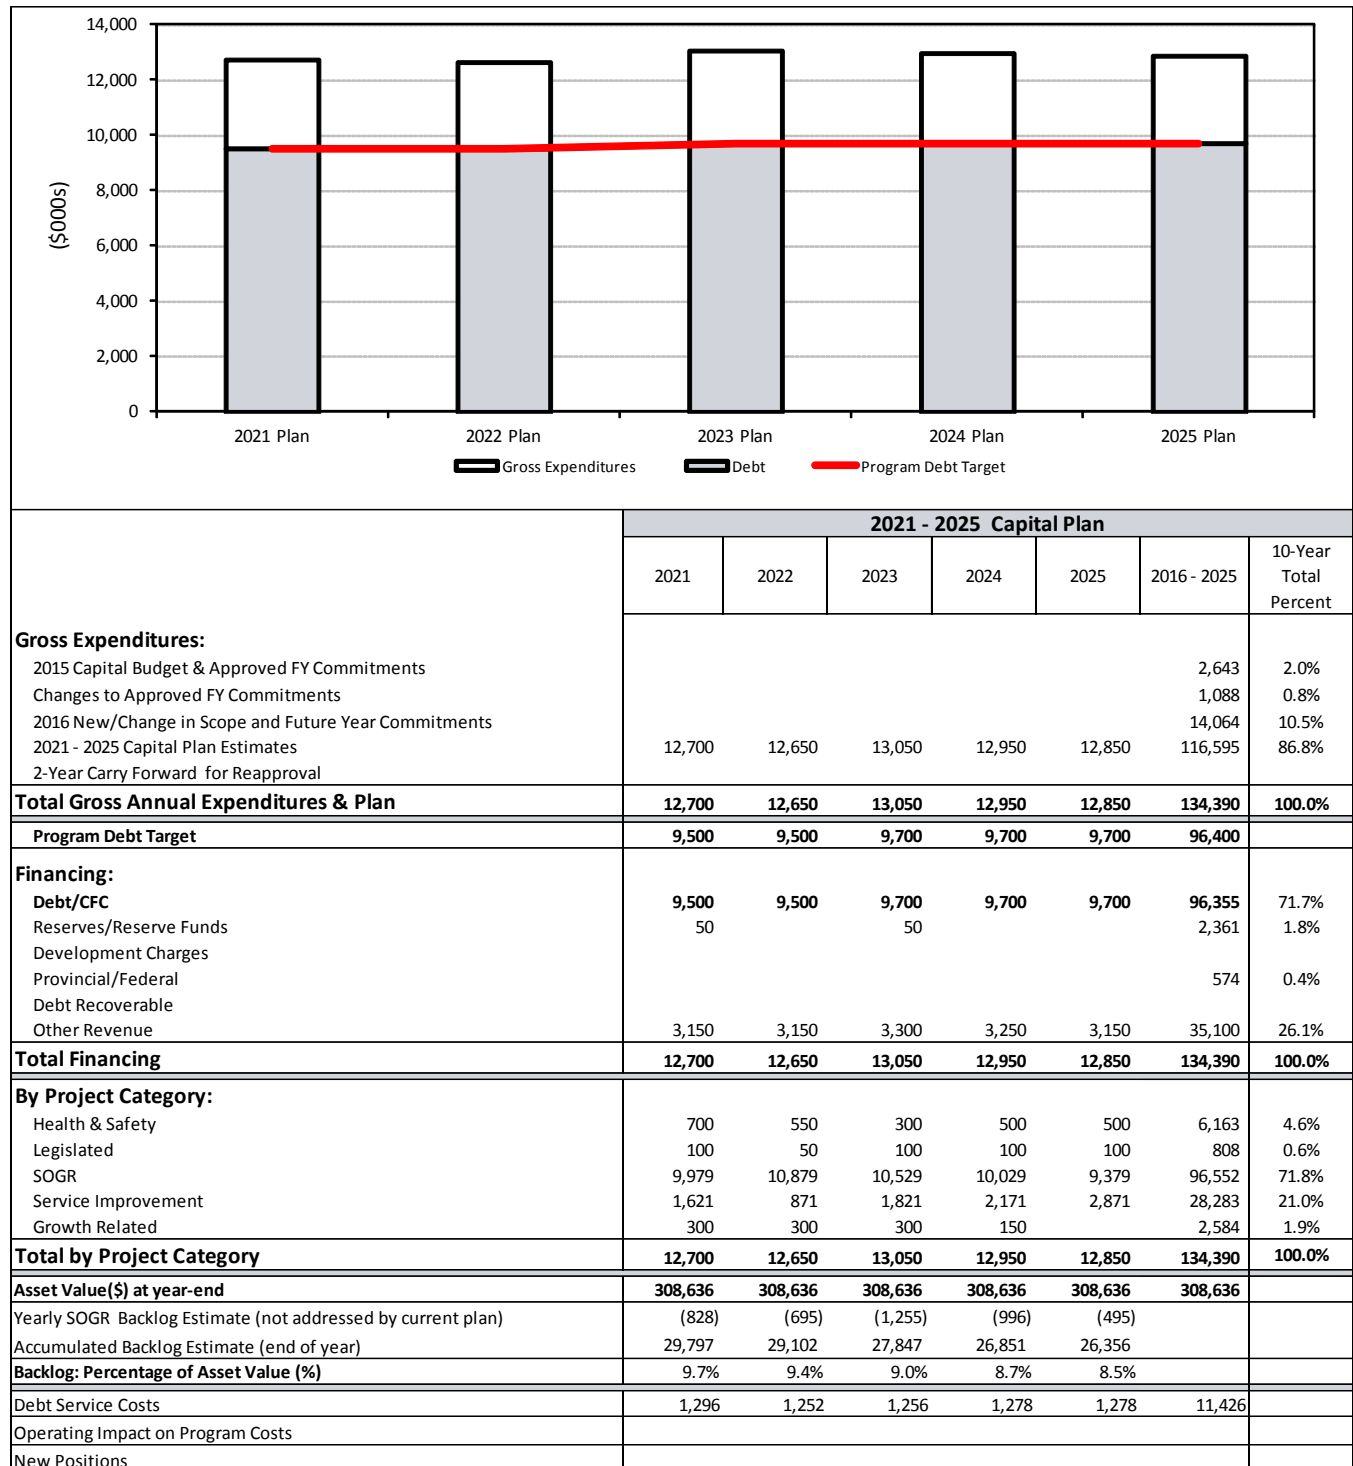 14,000
12,000
10,000
8,000
6,000
4,000
2,000
0
($000s)
2021 Plan 2022 Plan 2023 Plan 2024 Plan 2025 Plan
Gross Expenditures Debt Program Debt Target
2021 - 2025 Capital Plan
2021 2022 2023 2024 2025 2016 - 2025 10-Year Total Percent
Gross Expenditures:
2015 Capital Budget & Approved FY Commitments 2,643 2.0%
Changes to Approved FY Commitments 1,088 0.8%
2016 New/Change in Scope and Future Year Commitments 14,064 10.5%
2021 - 2025 Capital Plan Estimates 12,700 12,650 13,050 12,950 12,850 116,595 86.8%
2-Year Carry Forward for Reapproval
Total Gross Annual Expenditures & Plan 12,700 12,650 13,050 12,950 12,850 134,390 100.0%
Program Debt Target 9,500 9,500 9,700 9,700 9,700 96,400
Financing:
Debt/CFC 9,500 9,500 9,700 9,700 9,700 96,355 71.7%
Reserves/Reserve Funds 50 50 2,361 1.8%
Development Charges
Provincial/Federal 574 0.4%
Debt Recoverable
Other Revenue 3,150 3,150 3,300 3,250 3,150 35,100 26.1%
Total Financing 12,700 12,650 13,050 12,950 12,850 134,390 100.0%
By Project Category:
Health & Safety 700 550 300 500 500 6,163 4.6%
Legislated 100 50 100 100 100 808 0.6%
SOGR 9,979 10,879 10,529 10,029 9,379 96,552 71.8%
Service Improvement 1,621 871 1,821 2,171 2,871 28,283 21.0%
Growth Related 300 300 300 150 2,584 1.9%
Total by Project Category 12,700 12,650 13,050 12,950 12,850 134,390 100.0%
Asset Value($) at year-end 308,636 308,636 308,636 308,636 308,636 308,636
Yearly SOGR Backlog Estimate (not addressed by current plan) (828) (695) (1,255) (996) (495)
Accumulated Backlog Estimate (end of year) 29,797 29,102 27,847 26,851 26,356
Backlog: Percentage of Asset Value (%) 9.7% 9.4% 9.0% 8.7% 8.5%
Debt Service Costs 1,296 1,252 1,256 1,278 1,278 11,426
Operating Impact on Program Costs
New Positions